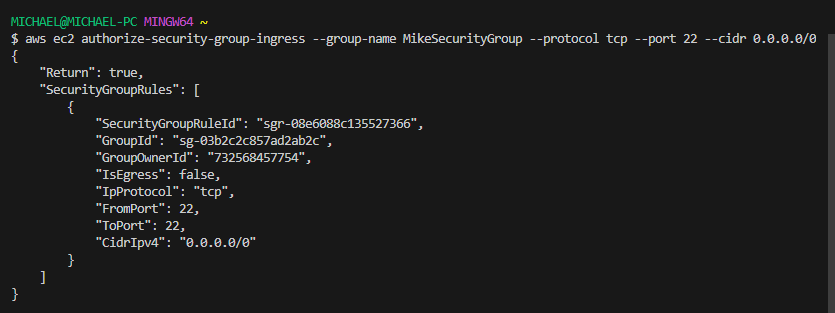 MICHAEL@MICHAEL-PC MINGW64 ~
$ aws ec2 authorize-security-group-ingress --group-name MikeSecurityGroup --protocol tcp --port 22 --cidr 0.0.0.0/0
{
    "Return": true,
    "SecurityGroupRules": [
        {
            "SecurityGroupRuleId": "sgr-08e6088c135527366",
            "GroupId": "sg-03b2c2c857ad2ab2c",
            "GroupOwnerId": "732568457754",
            "IsEgress": false,
            "IpProtocol": "tcp",
            "FromPort": 22,
            "ToPort": 22,
            "CidrIpv4": "0.0.0.0/0"
        }
    ]
}